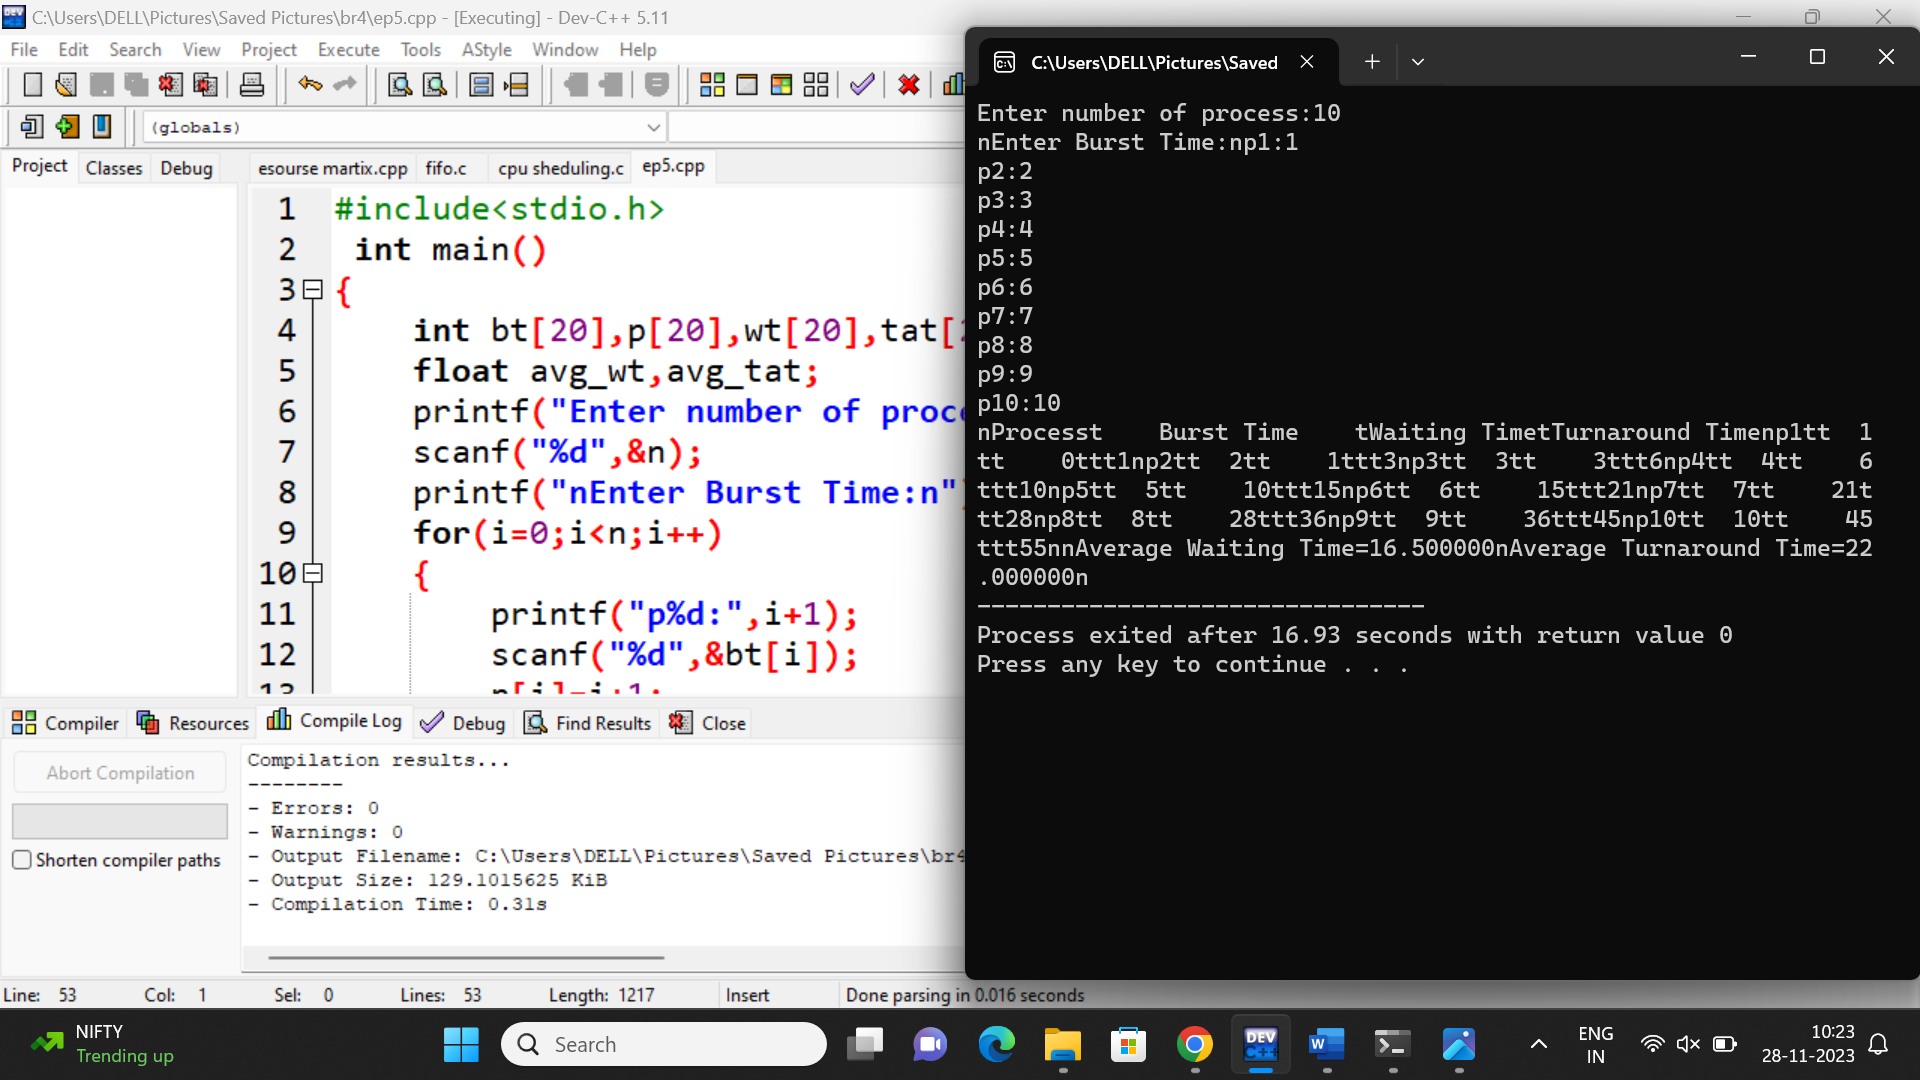 C:\Users\DELL\Pictures\Saved Pictures\br4\ep5.cpp - [Executing] - Dev-C++ 5.11
File Edit Search View Project Execute Tools AStyle Window Help
(globals)
Project Classes Debug
esourse martix.cpp fifo.c cpu sheduling.c ep5.cpp
1 #include<stdio.h>
2 int main()
3 {
4 int bt[20],p[20],wt[20],tat[
5 float avg_wt,avg_tat;
6 printf("Enter number of proc
7 scanf("%d",&n);
8 printf("nEnter Burst Time:n"
9 for(i=0;i<n;i++)
10 {
11 printf("p%d:",i+1);
12 scanf("%d",&bt[i]);
13 p[i]=i+1;
Compiler Resources Compile Log Debug Find Results Close
Abort Compilation
Shorten compiler paths
Compilation results...
--------
- Errors: 0
- Warnings: 0
- Output Filename: C:\Users\DELL\Pictures\Saved Pictures\br4
- Output Size: 129.1015625 KiB
- Compilation Time: 0.31s
Line: 53 Col: 1 Sel: 0 Lines: 53 Length: 1217 Insert Done parsing in 0.016 seconds
C:\Users\DELL\Pictures\Saved
Enter number of process:10
nEnter Burst Time:np1:1
p2:2
p3:3
p4:4
p5:5
p6:6
p7:7
p8:8
p9:9
p10:10
nProcesst    Burst Time    tWaiting TimetTurnaround Timenp1tt  1
tt    0ttt1np2tt  2tt    1ttt3np3tt  3tt    3ttt6np4tt  4tt    6
ttt10np5tt  5tt    10ttt15np6tt  6tt    15ttt21np7tt  7tt    21t
tt28np8tt  8tt    28ttt36np9tt  9tt    36ttt45np10tt  10tt    45
ttt55nnAverage Waiting Time=16.500000nAverage Turnaround Time=22
.000000n
--------------------------------
Process exited after 16.93 seconds with return value 0
Press any key to continue . . .
NIFTY
Trending up
Search
DEV C++
W
ENG
IN
10:23
28-11-2023